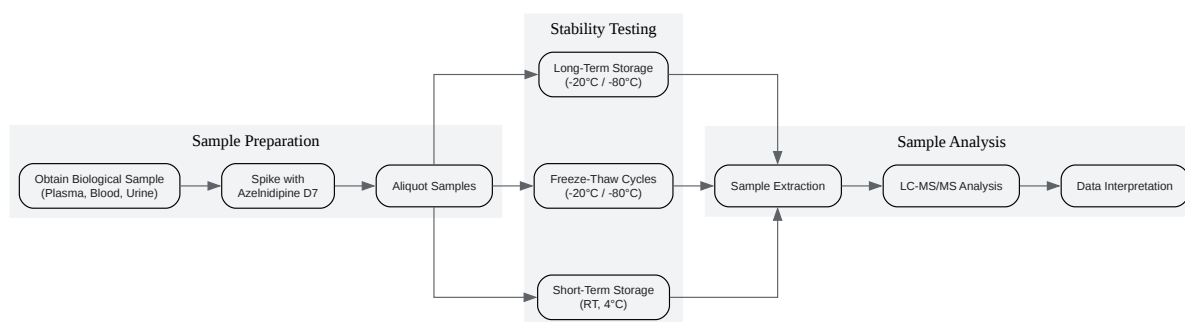 Stability Testing
Long-Term Storage
(-20°C / -80°C)
Sample Preparation
Sample Analysis
Obtain Biological Sample
(Plasma, Blood, Urine)
Spike with
Azelnidipine D7
Aliquot Samples
Freeze-Thaw Cycles
(-20°C / -80°C)
Sample Extraction
LC-MS/MS Analysis
Data Interpretation
Short-Term Storage
(RT, 4°C)